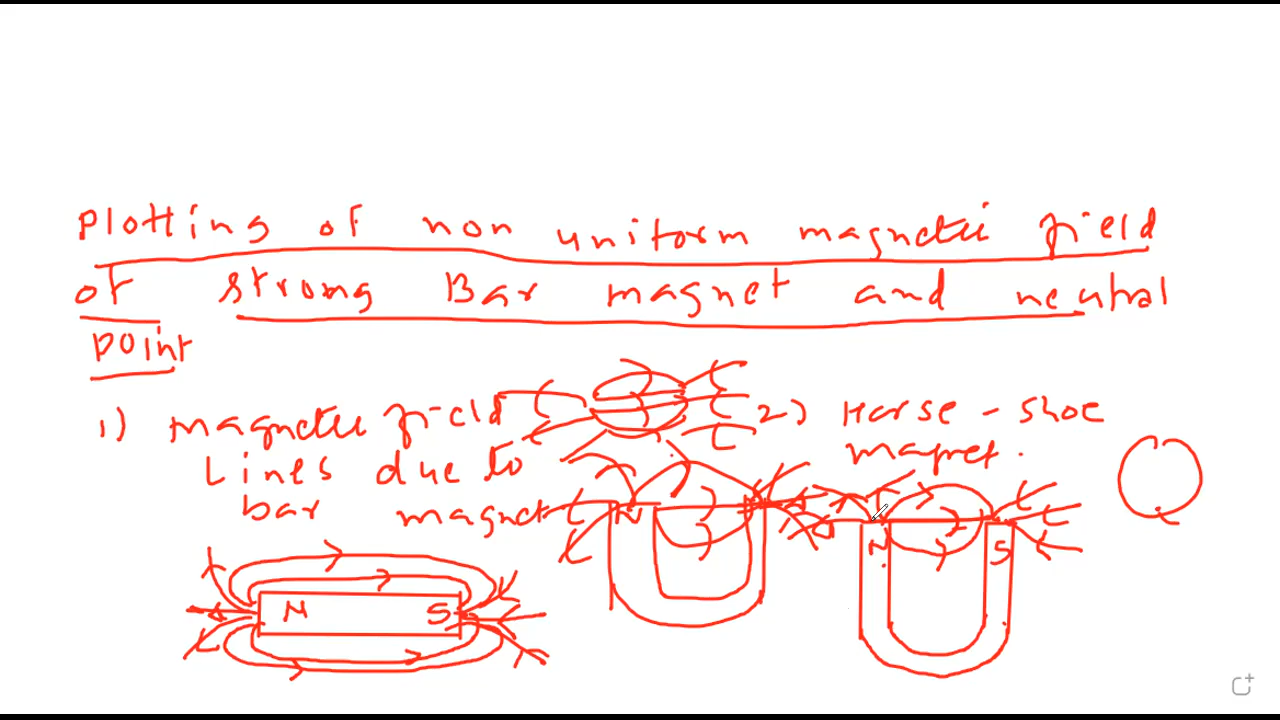 Plotting of non uniform magnetic field
of strong Bar magnet and neutral
point
1) magnetic field
Lines due to
bar magnet
2) Horse - shoe
magnet.
N S
N
N S